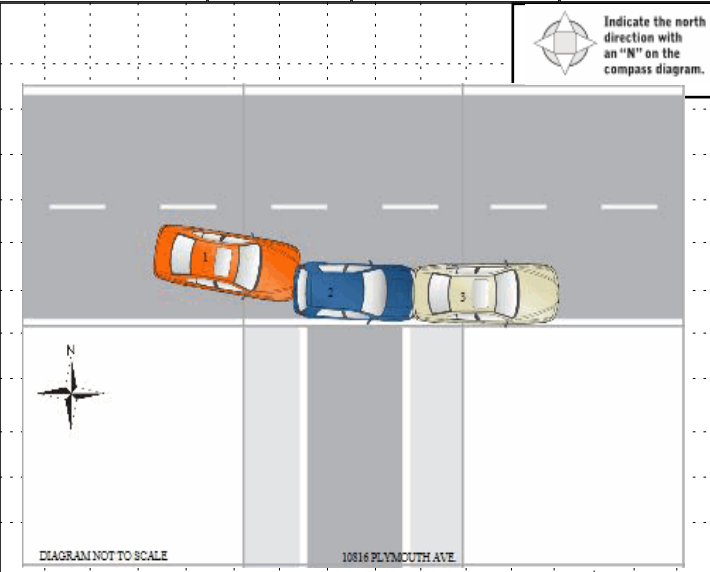 Indicate the north
direction with
an “N” on the
compass diagram.
1
2
3
N
DIAGRAM NOT TO SCALE
10816 PLYMOUTH AVE.